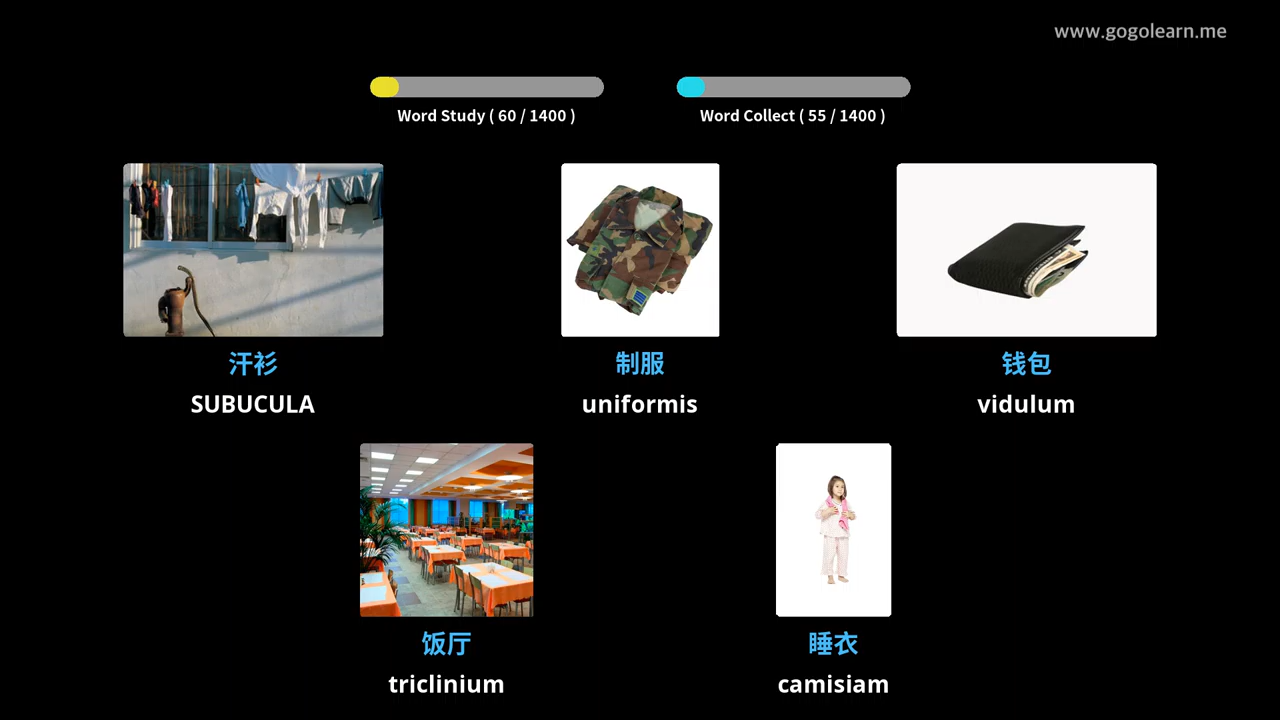 www.gogolearn.me
Word Study ( 60 / 1400 )
Word Collect ( 55 / 1400 )
汗衫
制服
钱包
SUBUCULA
uniformis
vidulum
饭厅
睡衣
triclinium
camisiam